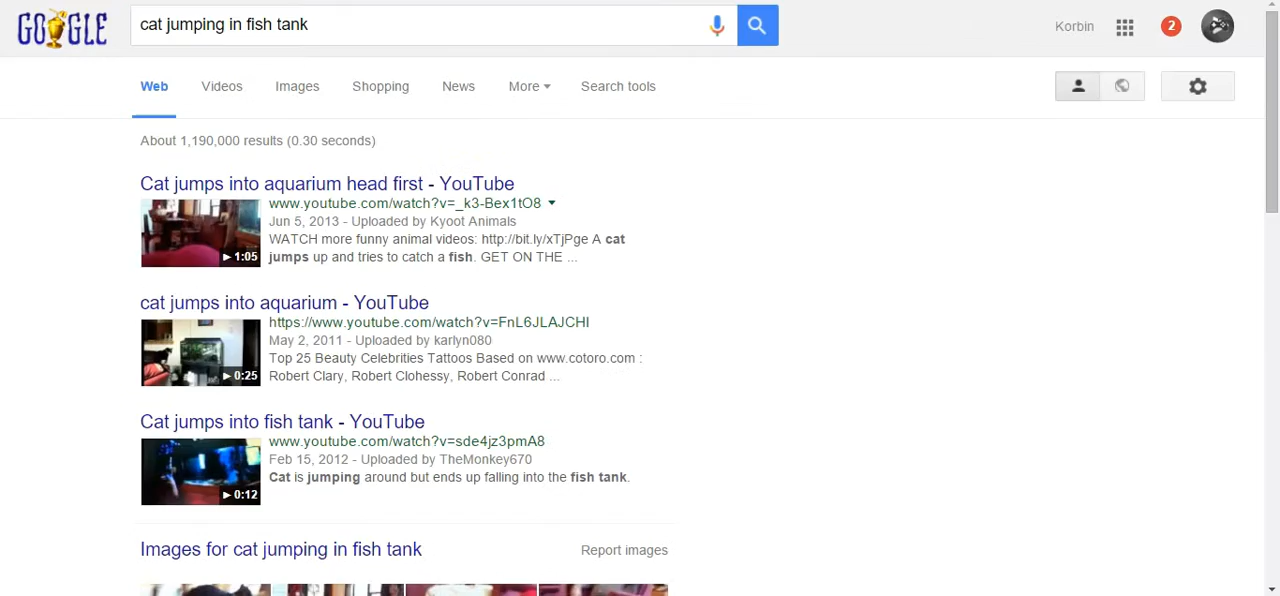 GOOGLE
cat jumping in fish tank
Korbin
2
Web Videos Images Shopping News More Search tools
About 1,190,000 results (0.30 seconds)
Cat jumps into aquarium head first - YouTube
www.youtube.com/watch?v=_k3-Bex1tO8
Jun 5, 2013 - Uploaded by Kyoot Animals
WATCH more funny animal videos: http://bit.ly/xTjPge A cat
jumps up and tries to catch a fish. GET ON THE ...
1:05
cat jumps into aquarium - YouTube
https://www.youtube.com/watch?v=FnL6JLAJCHI
May 2, 2011 - Uploaded by karlyn080
Top 25 Beauty Celebrities Tattoos Based on www.cotoro.com :
Robert Clary, Robert Clohessy, Robert Conrad ...
0:25
Cat jumps into fish tank - YouTube
www.youtube.com/watch?v=sde4jz3pmA8
Feb 15, 2012 - Uploaded by TheMonkey670
Cat is jumping around but ends up falling into the fish tank.
0:12
Images for cat jumping in fish tank
Report images